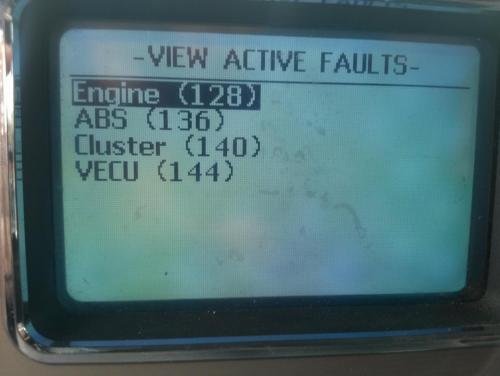 -VIEW ACTIVE FAULTS-
Engine (128)
ABS (136)
Cluster (140)
VECU (144)